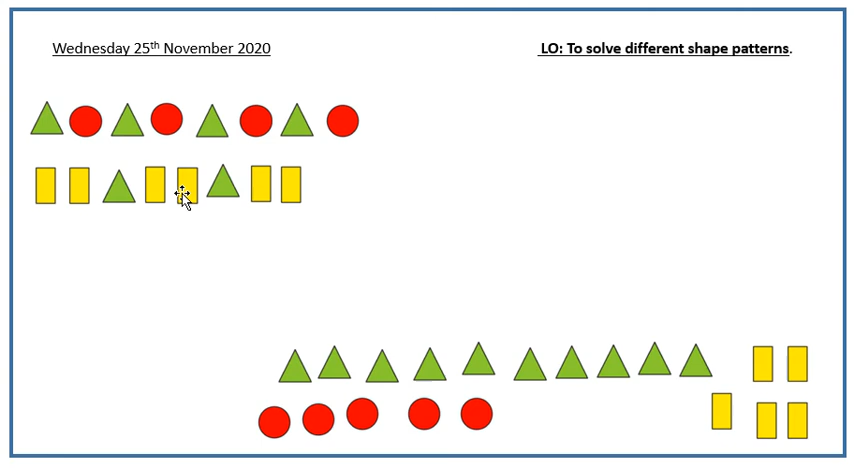 Wednesday 25th November 2020
LO: To solve different shape patterns.